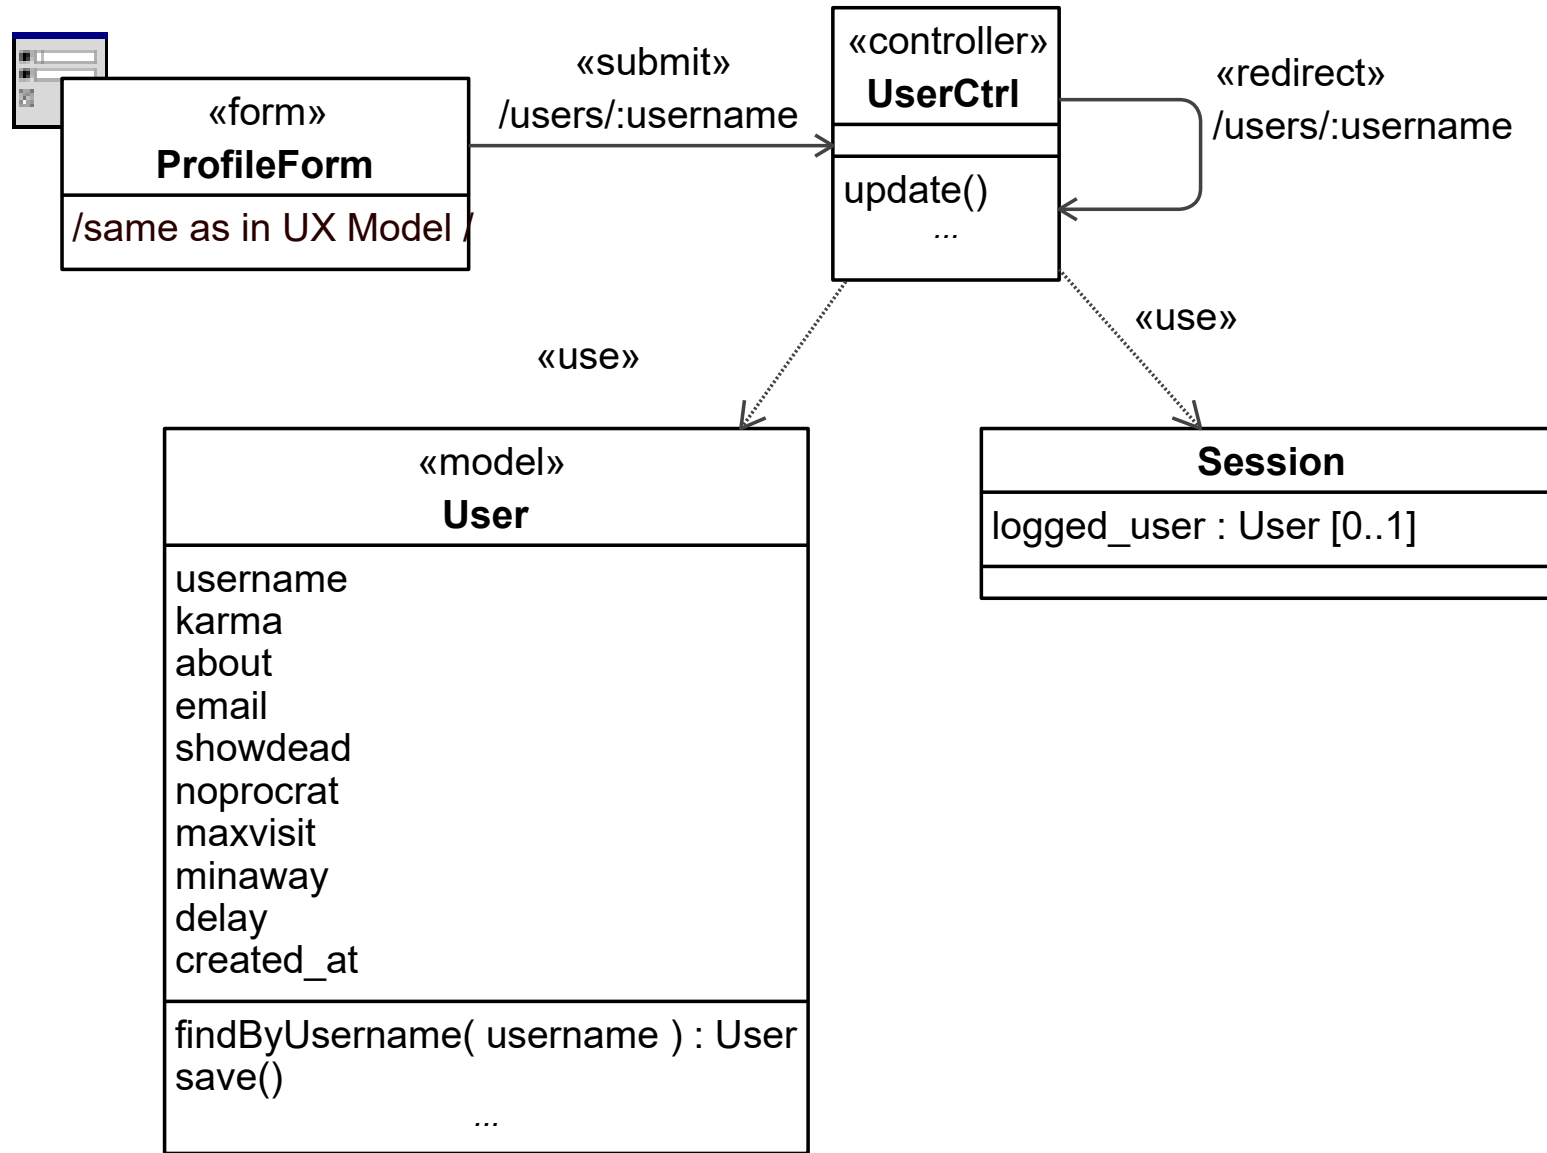 «form»
ProfileForm
/same as in UX Model /
«submit»
/users/:username
«controller»
UserCtrl
update()
...
«redirect»
/users/:username
«use»
«use»
«model»
User
username
karma
about
email
showdead
noprocrat
maxvisit
minaway
delay
created_at
findByUsername( username ) : User
save()
...
Session
logged_user : User [0..1]